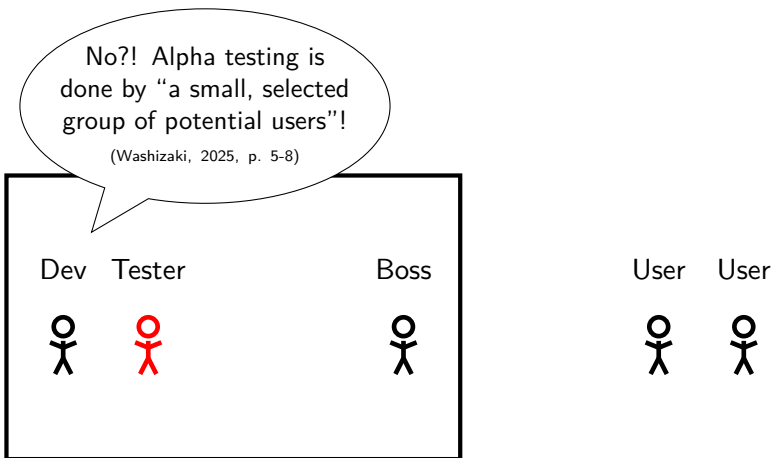 No?! Alpha testing is
done by “a small, selected
group of potential users”!
(Washizaki, 2025, p. 5-8)
Dev Tester Boss User User